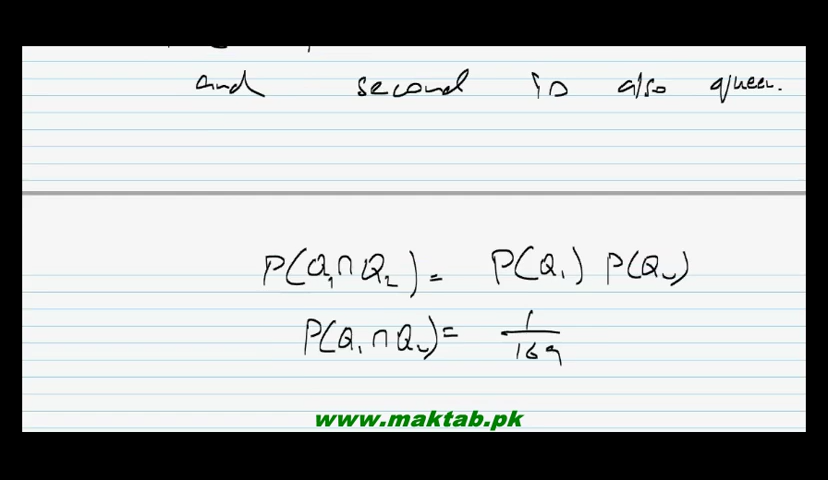 and second is also queen.
P(Q₁∩Q₂) = P(Q₁) P(Q₂)
P(Q₁∩Q₂) = 1/169
www.maktab.pk